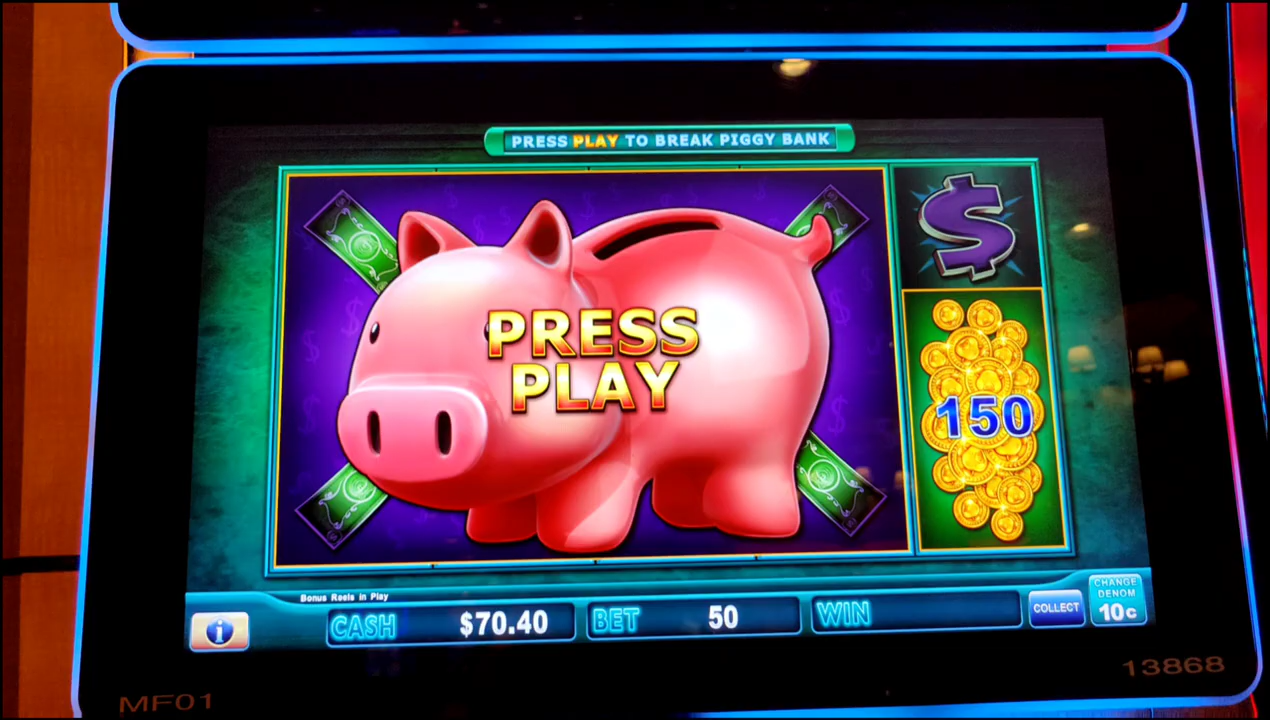 PRESS PLAY TO BREAK PIGGY BANK
PRESS
PLAY
150
Bonus Reels in Play
CASH $70.40 BET 50 WIN
COLLECT
CHANGE
DENOM
10¢
MF01
13868